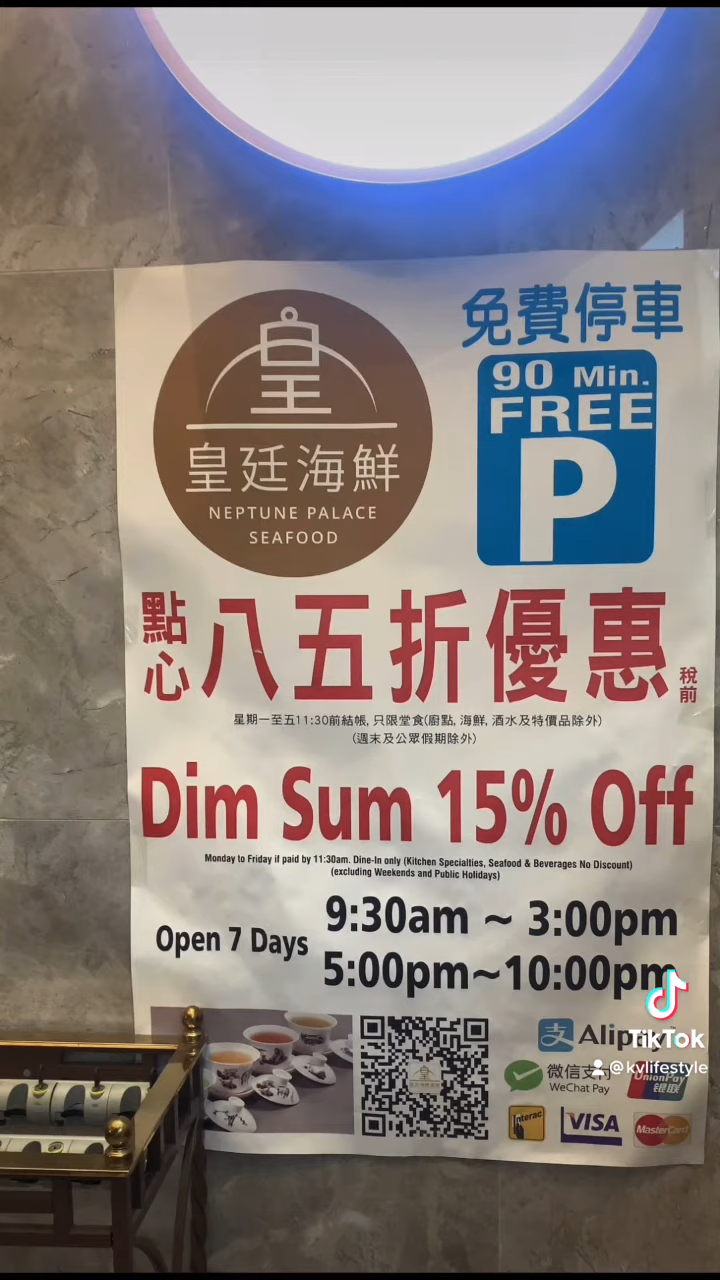 皇
皇廷海鮮
NEPTUNE PALACE
SEAFOOD
免費停車
90 Min.
FREE
P
點心 八五折優惠 稅前
星期一至五11:30前結帳, 只限堂食(廚點, 海鮮, 酒水及特價品除外)
(週末及公眾假期除外)
Dim Sum 15% Off
Monday to Friday if paid by 11:30am. Dine-In only (Kitchen Specialties, Seafood & Beverages No Discount)
(excluding Weekends and Public Holidays)
Open 7 Days
9:30am ~ 3:00pm
5:00pm~10:00pm
支 Alipay
微信支付
WeChat Pay
UnionPay
银联
Interac
VISA
MasterCard
TikTok
@kvlifestyle